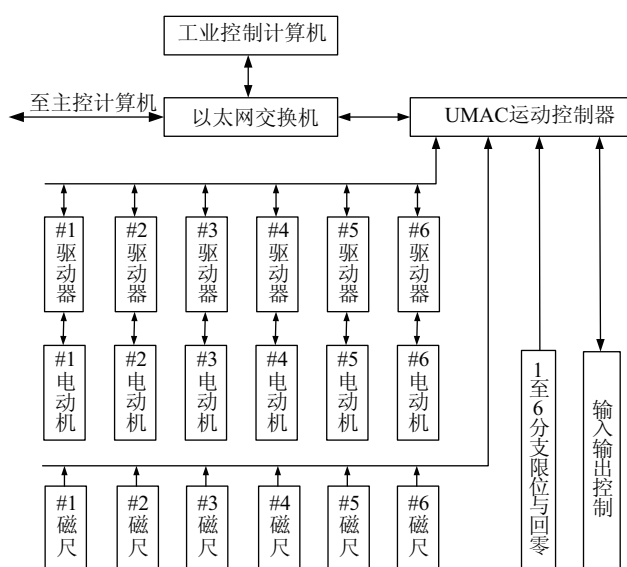 工业控制计算机
至主控计算机
以太网交换机
UMAC运动控制器
#1驱动器
#2驱动器
#3驱动器
#4驱动器
#5驱动器
#6驱动器
#1电动机
#2电动机
#3电动机
#4电动机
#5电动机
#6电动机
1至6分支限位与回零
输入输出控制
#1磁尺
#2磁尺
#3磁尺
#4磁尺
#5磁尺
#6磁尺